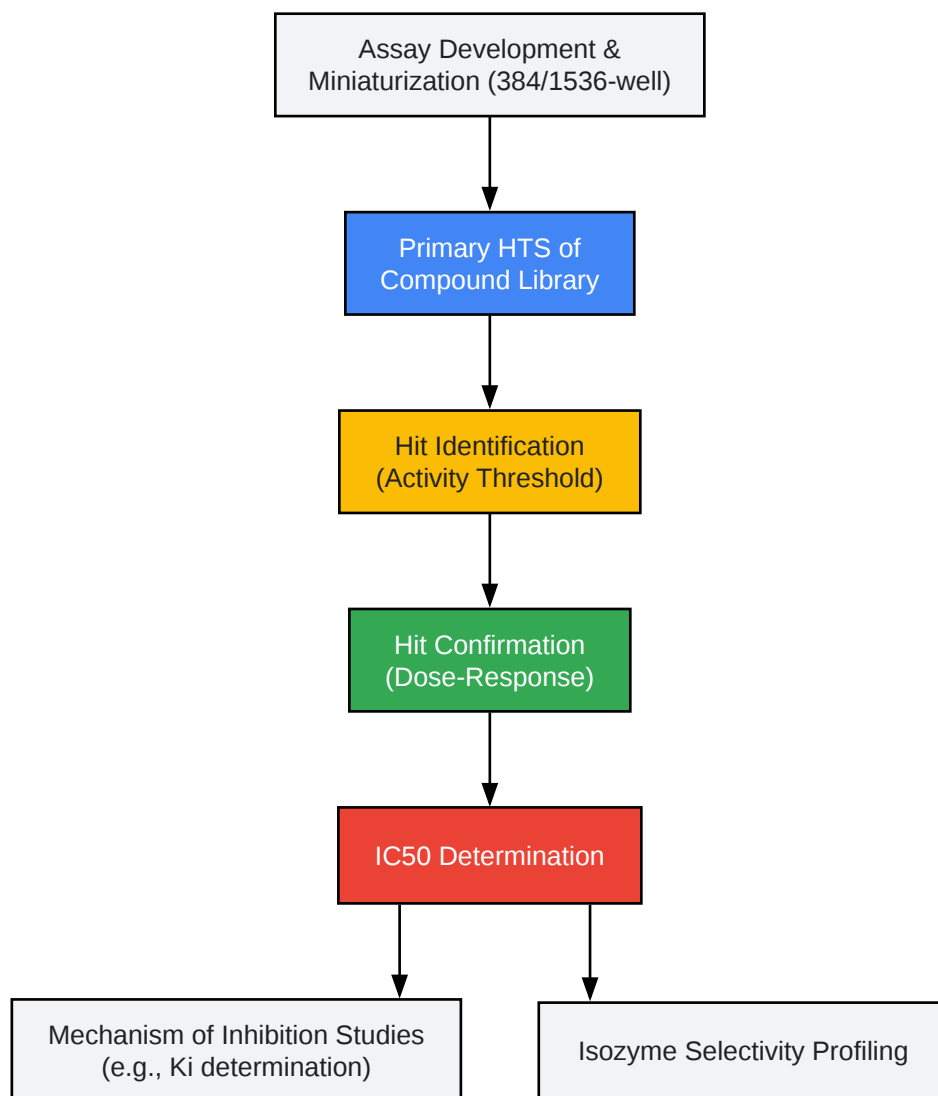 Assay Development &
Miniaturization (384/1536-well)
Primary HTS of
Compound Library
Hit Identification
(Activity Threshold)
Hit Confirmation
(Dose-Response)
IC50 Determination
Mechanism of Inhibition Studies
(e.g., Ki determination)
Isozyme Selectivity Profiling